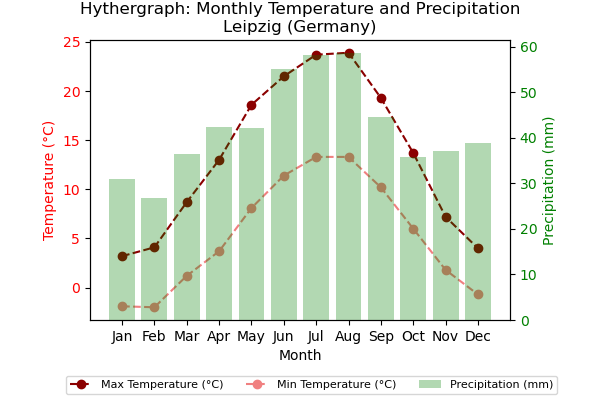 Hythergraph: Monthly Temperature and Precipitation
Leipzig (Germany)
25
20
15
10
5
0
Temperature (°C)
60
50
40
30
20
10
0
Precipitation (mm)
Jan Feb Mar Apr May Jun Jul Aug Sep Oct Nov Dec
Month
Max Temperature (°C) Min Temperature (°C) Precipitation (mm)